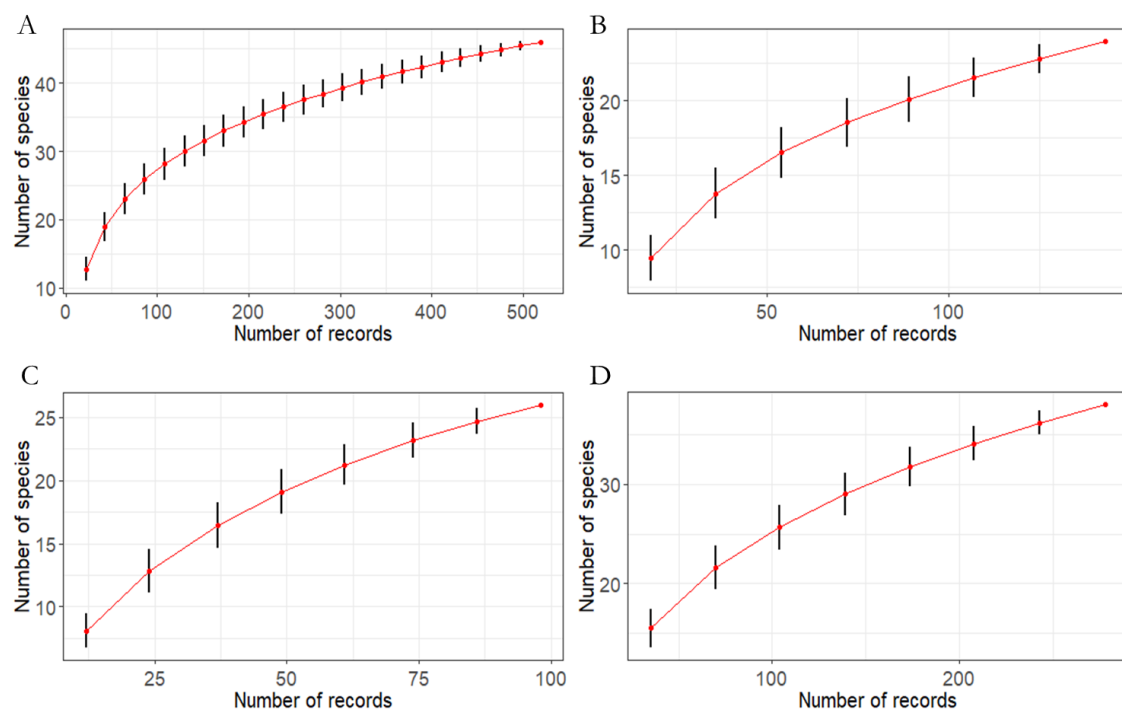 A
Number of species
40
30
20
10
0 100 200 300 400 500
Number of records
B
Number of species
20
15
10
50 100
Number of records
C
Number of species
25
20
15
10
25 50 75 100
Number of records
D
Number of species
30
20
100 200
Number of records